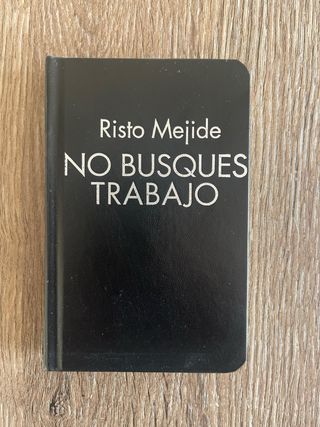 Risto Mejide
NO BUSQUES
TRABAJO